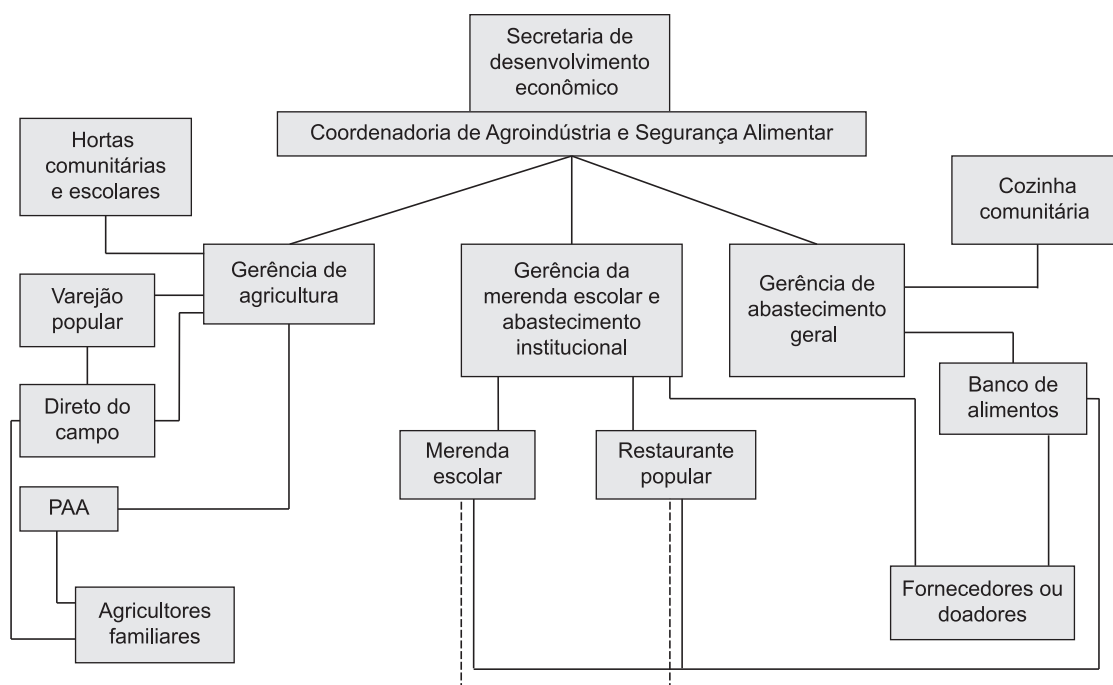 Secretaria de
desenvolvimento
econômico
Coordenadoria de Agroindústria e Segurança Alimentar
Hortas
comunitárias
e escolares
Cozinha
comunitária
Gerência de
agricultura
Gerência da
merenda escolar e
abastecimento
institucional
Gerência de
abastecimento
geral
Varejão
popular
Direto do
campo
Banco de
alimentos
Merenda
escolar
Restaurante
popular
PAA
Agricultores
familiares
Fornecedores ou
doadores